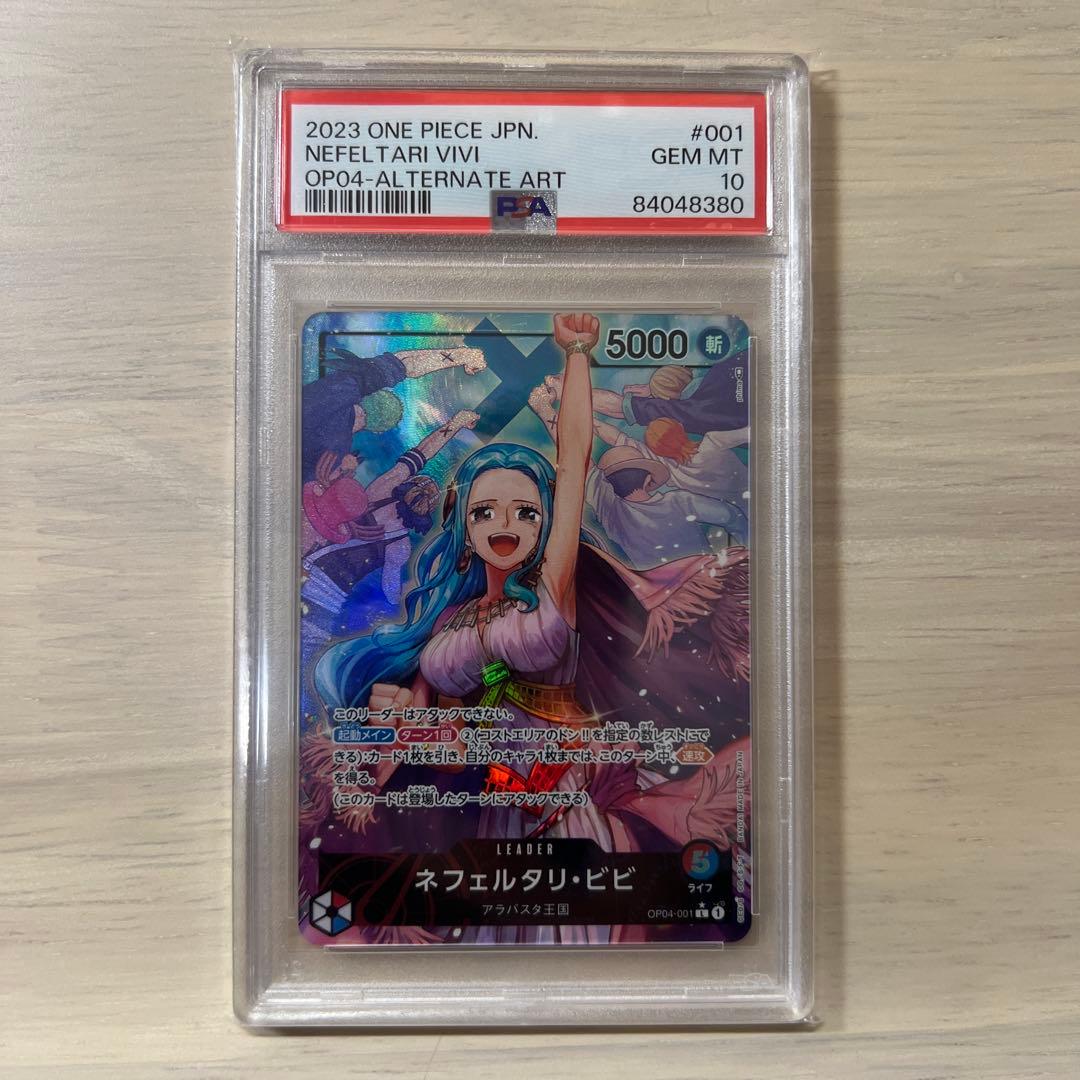 2023 ONE PIECE JPN.
#001
NEFELTARI VIVI
GEM MT
OP04-ALTERNATE ART
10
84048380
PSA
5000
斬
phima
このリーダーはアタックできない。
起動メイン ターン1回 ②(コストエリアのドン!!を指定の数レストにで
きる):カード1枚を引き、自分のキャラ1枚までは、このターン中、速攻
を得る。
(このカードは登場したターンにアタックできる)
BANDAI MADE IN JAPAN
LEADER
ネフェルタリ・ビビ
5
ライフ
アラバスタ王国
OP04-001 L 1